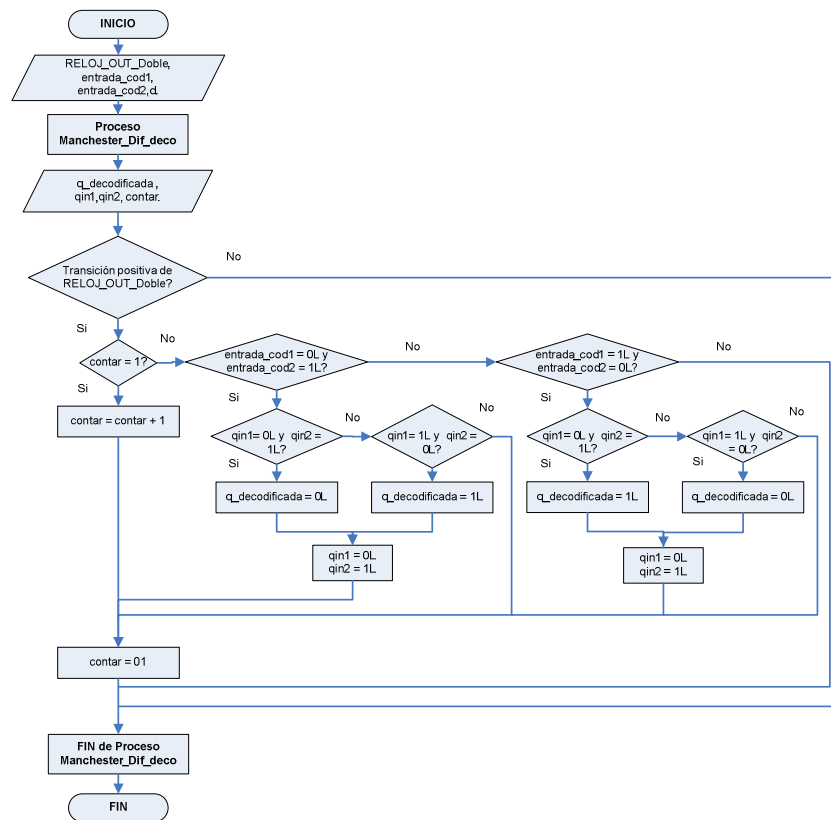 INICIO
RELOJ_OUT_Doble,
entrada_cod1,
entrada_cod2,d.
Proceso
Manchester_Dif_deco
q_decodificada ,
qin1,qin2, contar.
Transición positiva de
RELOJ_OUT_Doble?
No
Si
contar = 1?
No
Si
contar = contar + 1
entrada_cod1 = 0L y
entrada_cod2 = 1L?
No
Si
qin1= 0L y qin2 =
1L?
No
Si
qin1= 1L y qin2 =
0L?
No
q_decodificada = 0L
q_decodificada = 1L
qin1 = 0L
qin2 = 1L
entrada_cod1 = 1L y
entrada_cod2 = 0L?
No
Si
qin1= 0L y qin2 =
1L?
No
Si
qin1= 1L y qin2
= 0L?
No
Si
q_decodificada = 1L
q_decodificada = 0L
qin1 = 0L
qin2 = 1L
contar = 01
FIN de Proceso
Manchester_Dif_deco
FIN